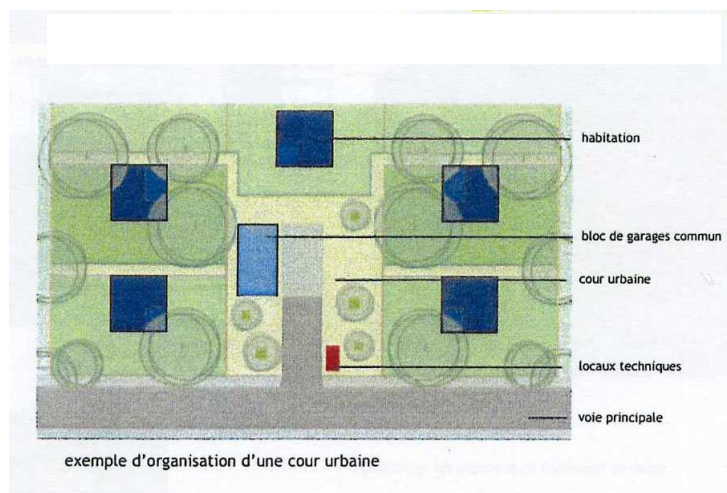 habitation
bloc de garages commun
cour urbaine
locaux techniques
voie principale
exemple d'organisation d'une cour urbaine